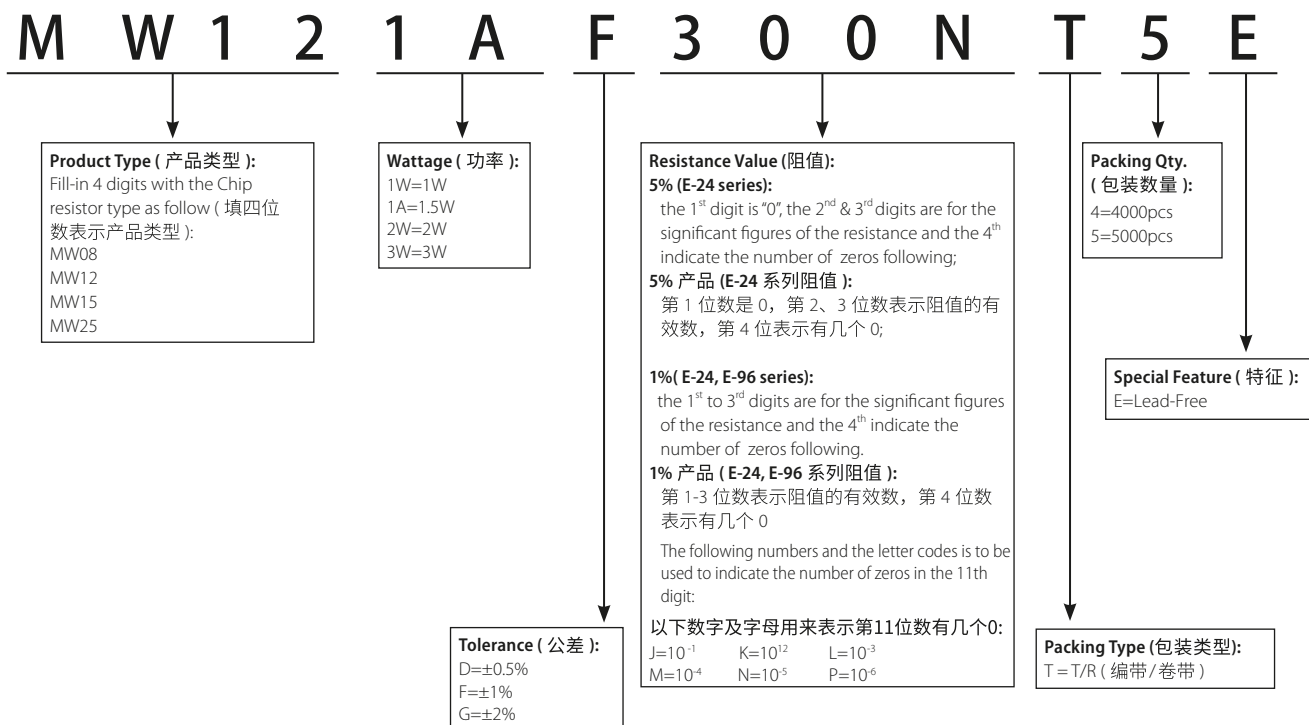 M W 1 2 1 A F 3 0 0 N T 5 E
Product Type ( 产品类型 ):
Fill-in 4 digits with the Chip
resistor type as follow ( 填四位
数表示产品类型 ):
MW08
MW12
MW15
MW25
Wattage ( 功率 ):
1W=1W
1A=1.5W
2W=2W
3W=3W
Resistance Value (阻值):
5% (E-24 series):
the 1st digit is “0”, the 2nd & 3rd digits are for the
significant figures of the resistance and the 4th
indicate the number of zeros following;
5% 产品 (E-24 系列阻值 ):
第 1 位数是 0，第 2、3 位数表示阻值的有
效数，第 4 位表示有几个 0;
1%( E-24, E-96 series):
the 1st to 3rd digits are for the significant figures
of the resistance and the 4th indicate the
number of zeros following.
1% 产品 ( E-24, E-96 系列阻值 ):
第 1-3 位数表示阻值的有效数，第 4 位数
表示有几个 0
The following numbers and the letter codes is to be
used to indicate the number of zeros in the 11th
digit:
以下数字及字母用来表示第11位数有几个0:
J=10⁻¹ K=10¹² L=10⁻³
M=10⁻⁴ N=10⁻⁵ P=10⁻⁶
Packing Qty.
( 包装数量 ):
4=4000pcs
5=5000pcs
Special Feature ( 特征 ):
E=Lead-Free
Tolerance ( 公差 ):
D=±0.5%
F=±1%
G=±2%
Packing Type (包装类型):
T = T/R ( 编带/卷带 )